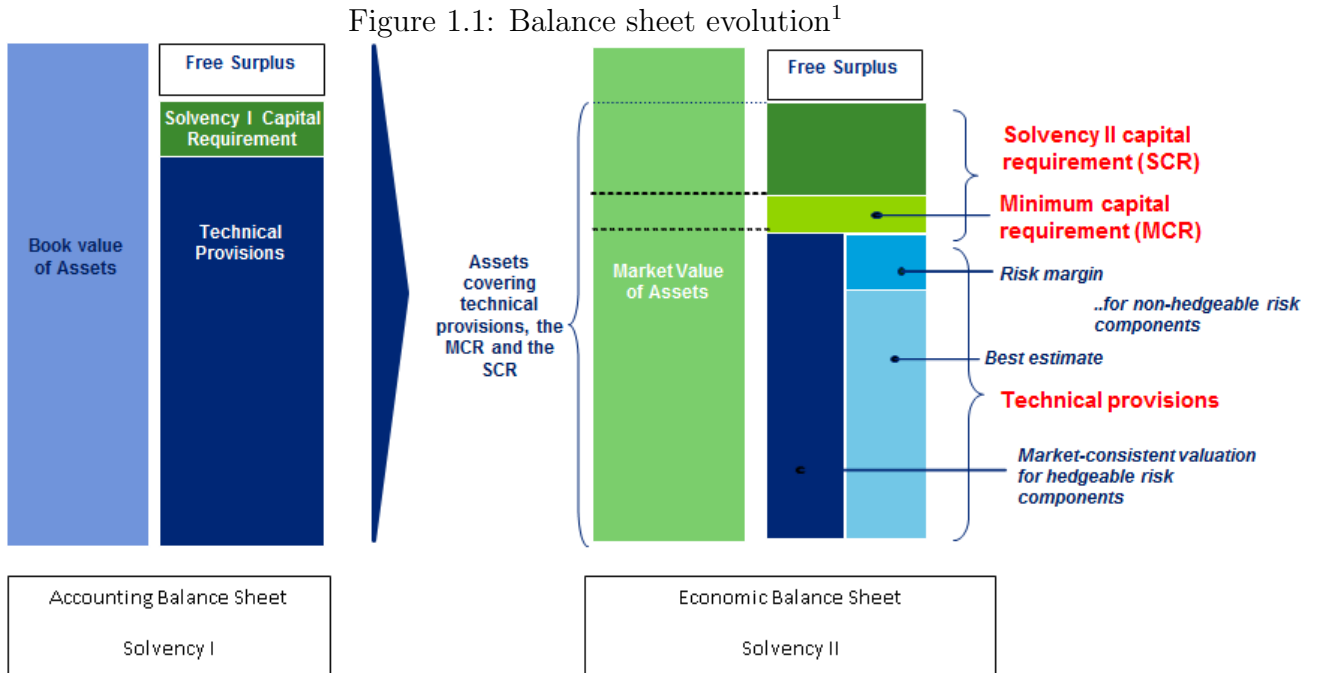 Figure 1.1: Balance sheet evolution1
Free Surplus
Solvency I Capital
Requirement
Book value
of Assets
Technical
Provisions
Assets
covering
technical
provisions, the
MCR and the
SCR
Market Value
of Assets
Free Surplus
Solvency II capital
requirement (SCR)
Minimum capital
requirement (MCR)
Risk margin
..for non-hedgeable risk
components
Best estimate
Technical provisions
Market-consistent valuation
for hedgeable risk
components
Accounting Balance Sheet
Solvency I
Economic Balance Sheet
Solvency II